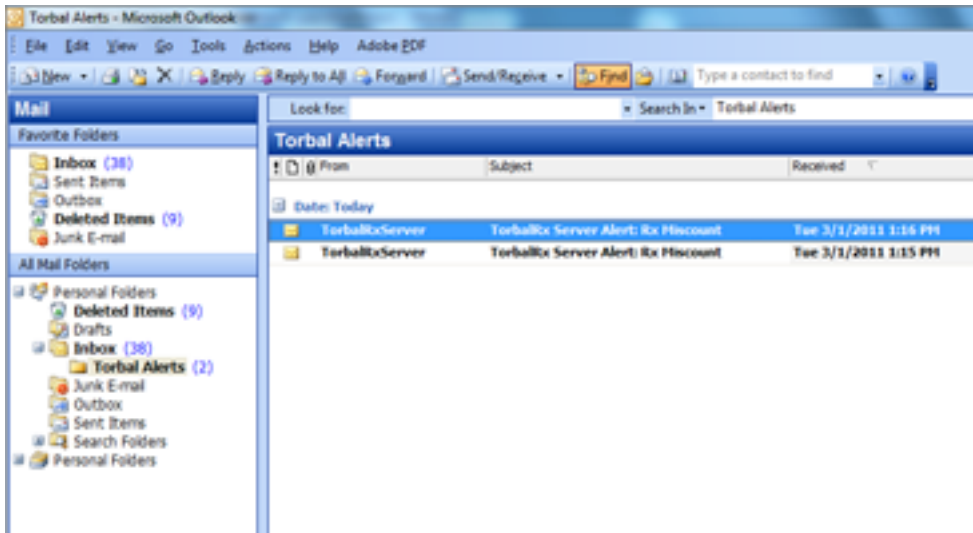 Torbal Alerts - Microsoft Outlook
File Edit View Go Tools Actions Help Adobe PDF
New Reply Reply to All Forward Send/Receive Find Type a contact to find
Mail
Favorite Folders
Inbox (38)
Sent Items
Outbox
Deleted Items (9)
Junk E-mail
All Mail Folders
Personal Folders
Deleted Items (9)
Drafts
Inbox (38)
Torbal Alerts (2)
Junk E-mail
Outbox
Sent Items
Search Folders
Personal Folders
Look for: Search In Torbal Alerts
Torbal Alerts
From Subject Received
Date: Today
TorbalRxServer TorbalRx Server Alert: Rx Miscount Tue 3/1/2011 1:16 PM
TorbalRxServer TorbalRx Server Alert: Rx Miscount Tue 3/1/2011 1:15 PM